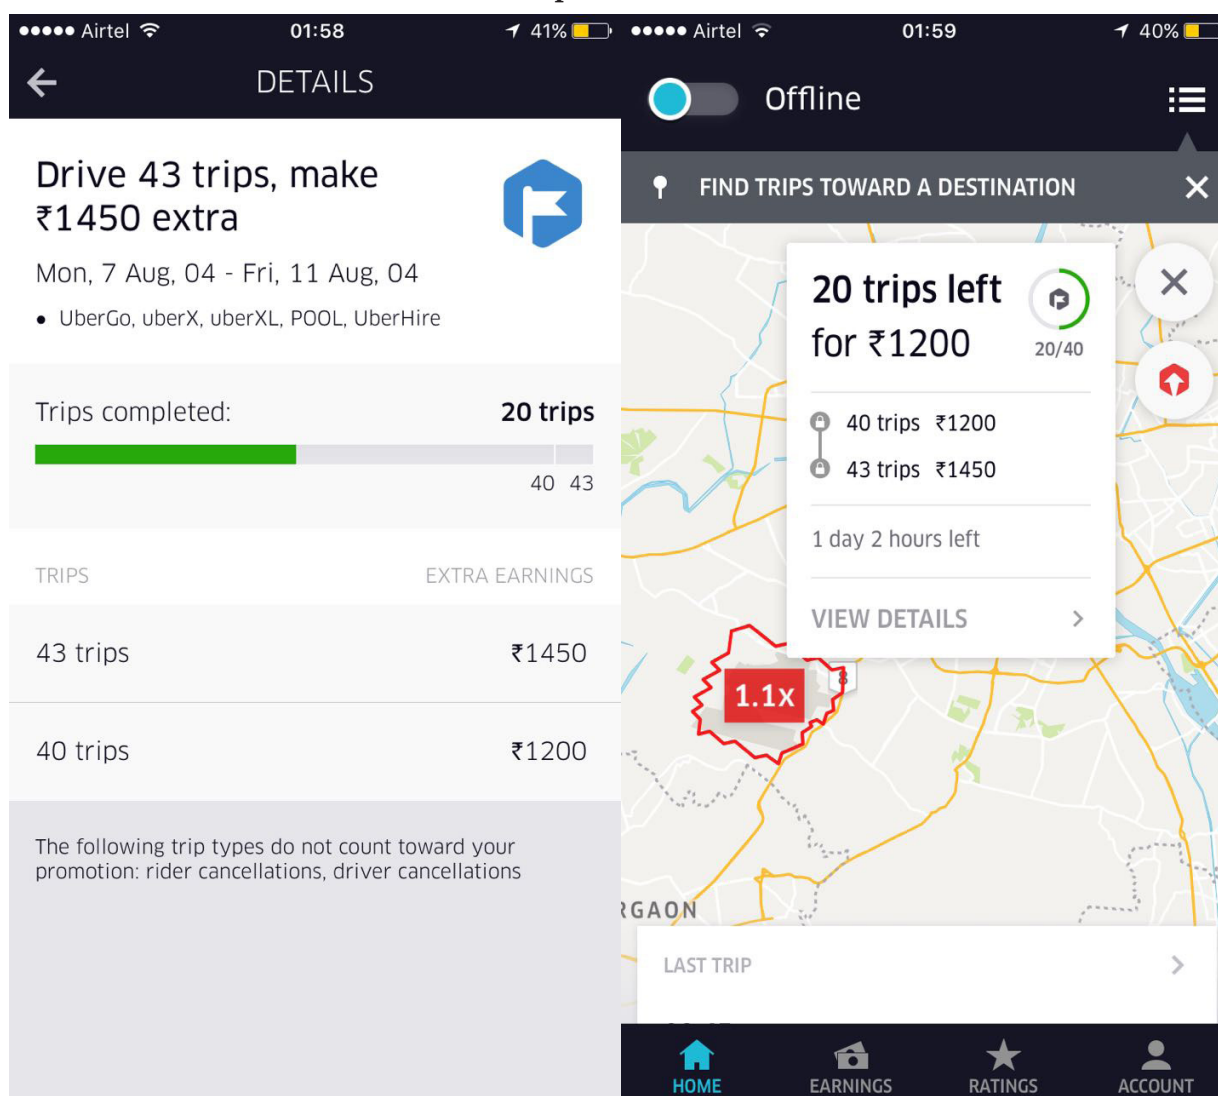 Airtel 01:58 41%
DETAILS
Drive 43 trips, make
₹1450 extra
Mon, 7 Aug, 04 - Fri, 11 Aug, 04
• UberGo, uberX, uberXL, POOL, UberHire
Trips completed: 20 trips
40 43
TRIPS EXTRA EARNINGS
43 trips ₹1450
40 trips ₹1200
The following trip types do not count toward your
promotion: rider cancellations, driver cancellations
Airtel 01:59 40%
Offline
FIND TRIPS TOWARD A DESTINATION
20 trips left
for ₹1200
20/40
40 trips ₹1200
43 trips ₹1450
1 day 2 hours left
VIEW DETAILS
1.1x
8
RGAON
LAST TRIP
HOME EARNINGS RATINGS ACCOUNT